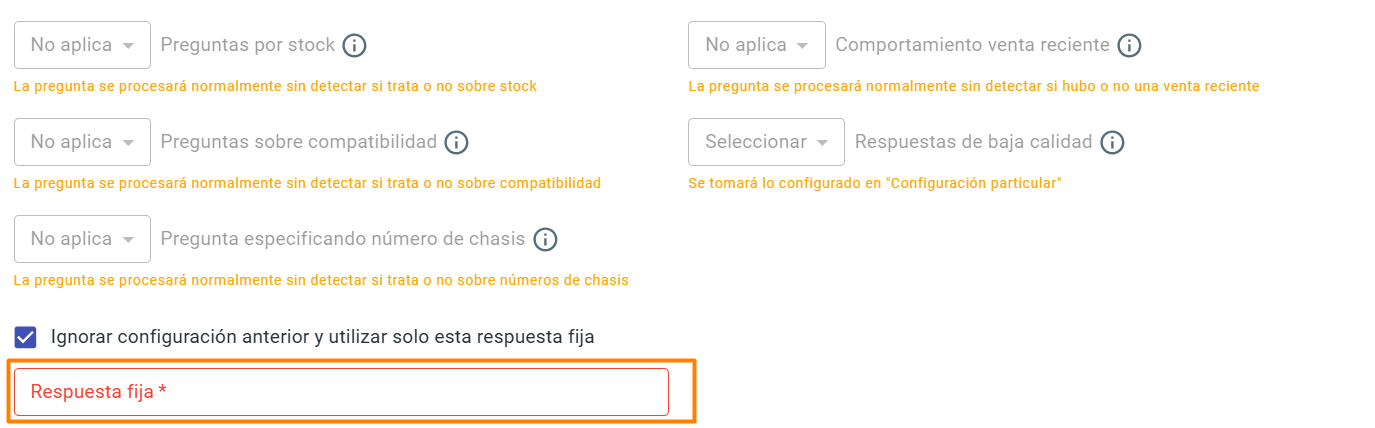 No aplica Preguntas por stock
La pregunta se procesará normalmente sin detectar si trata o no sobre stock
No aplica Comportamiento venta reciente
La pregunta se procesará normalmente sin detectar si hubo o no una venta reciente
No aplica Preguntas sobre compatibilidad
La pregunta se procesará normalmente sin detectar si trata o no sobre compatibilidad
Seleccionar Respuestas de baja calidad
Se tomará lo configurado en "Configuración particular"
No aplica Pregunta especificando número de chasis
La pregunta se procesará normalmente sin detectar si trata o no sobre números de chasis
Ignorar configuración anterior y utilizar solo esta respuesta fija
Respuesta fija *